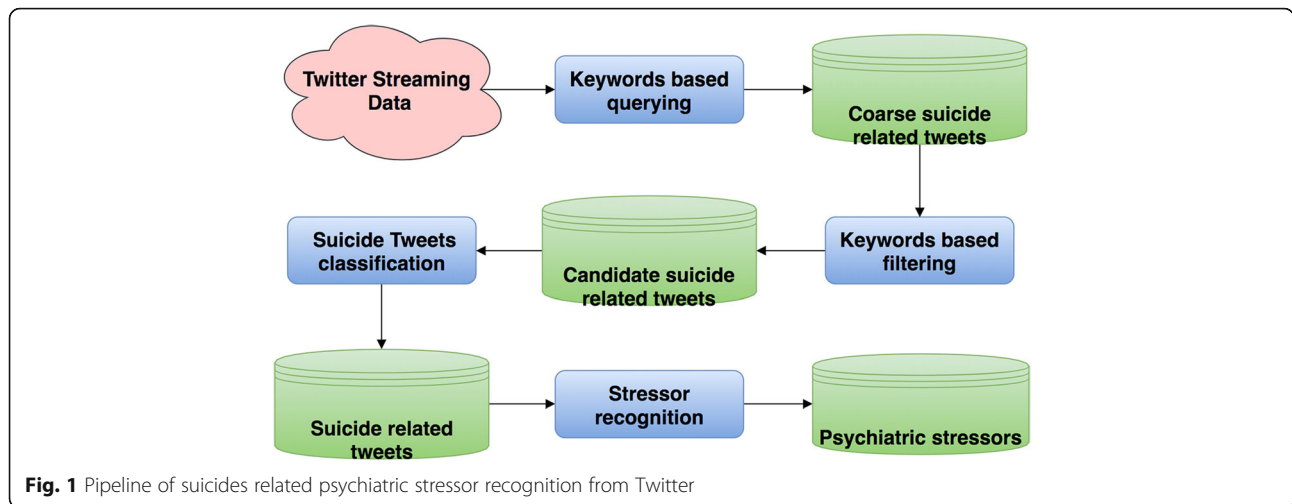 Twitter Streaming
Data
Keywords based
querying
Coarse suicide
related tweets
Suicide Tweets
classification
Candidate suicide
related tweets
Keywords based
filtering
Suicide related
tweets
Stressor
recognition
Psychiatric stressors
Fig. 1 Pipeline of suicides related psychiatric stressor recognition from Twitter